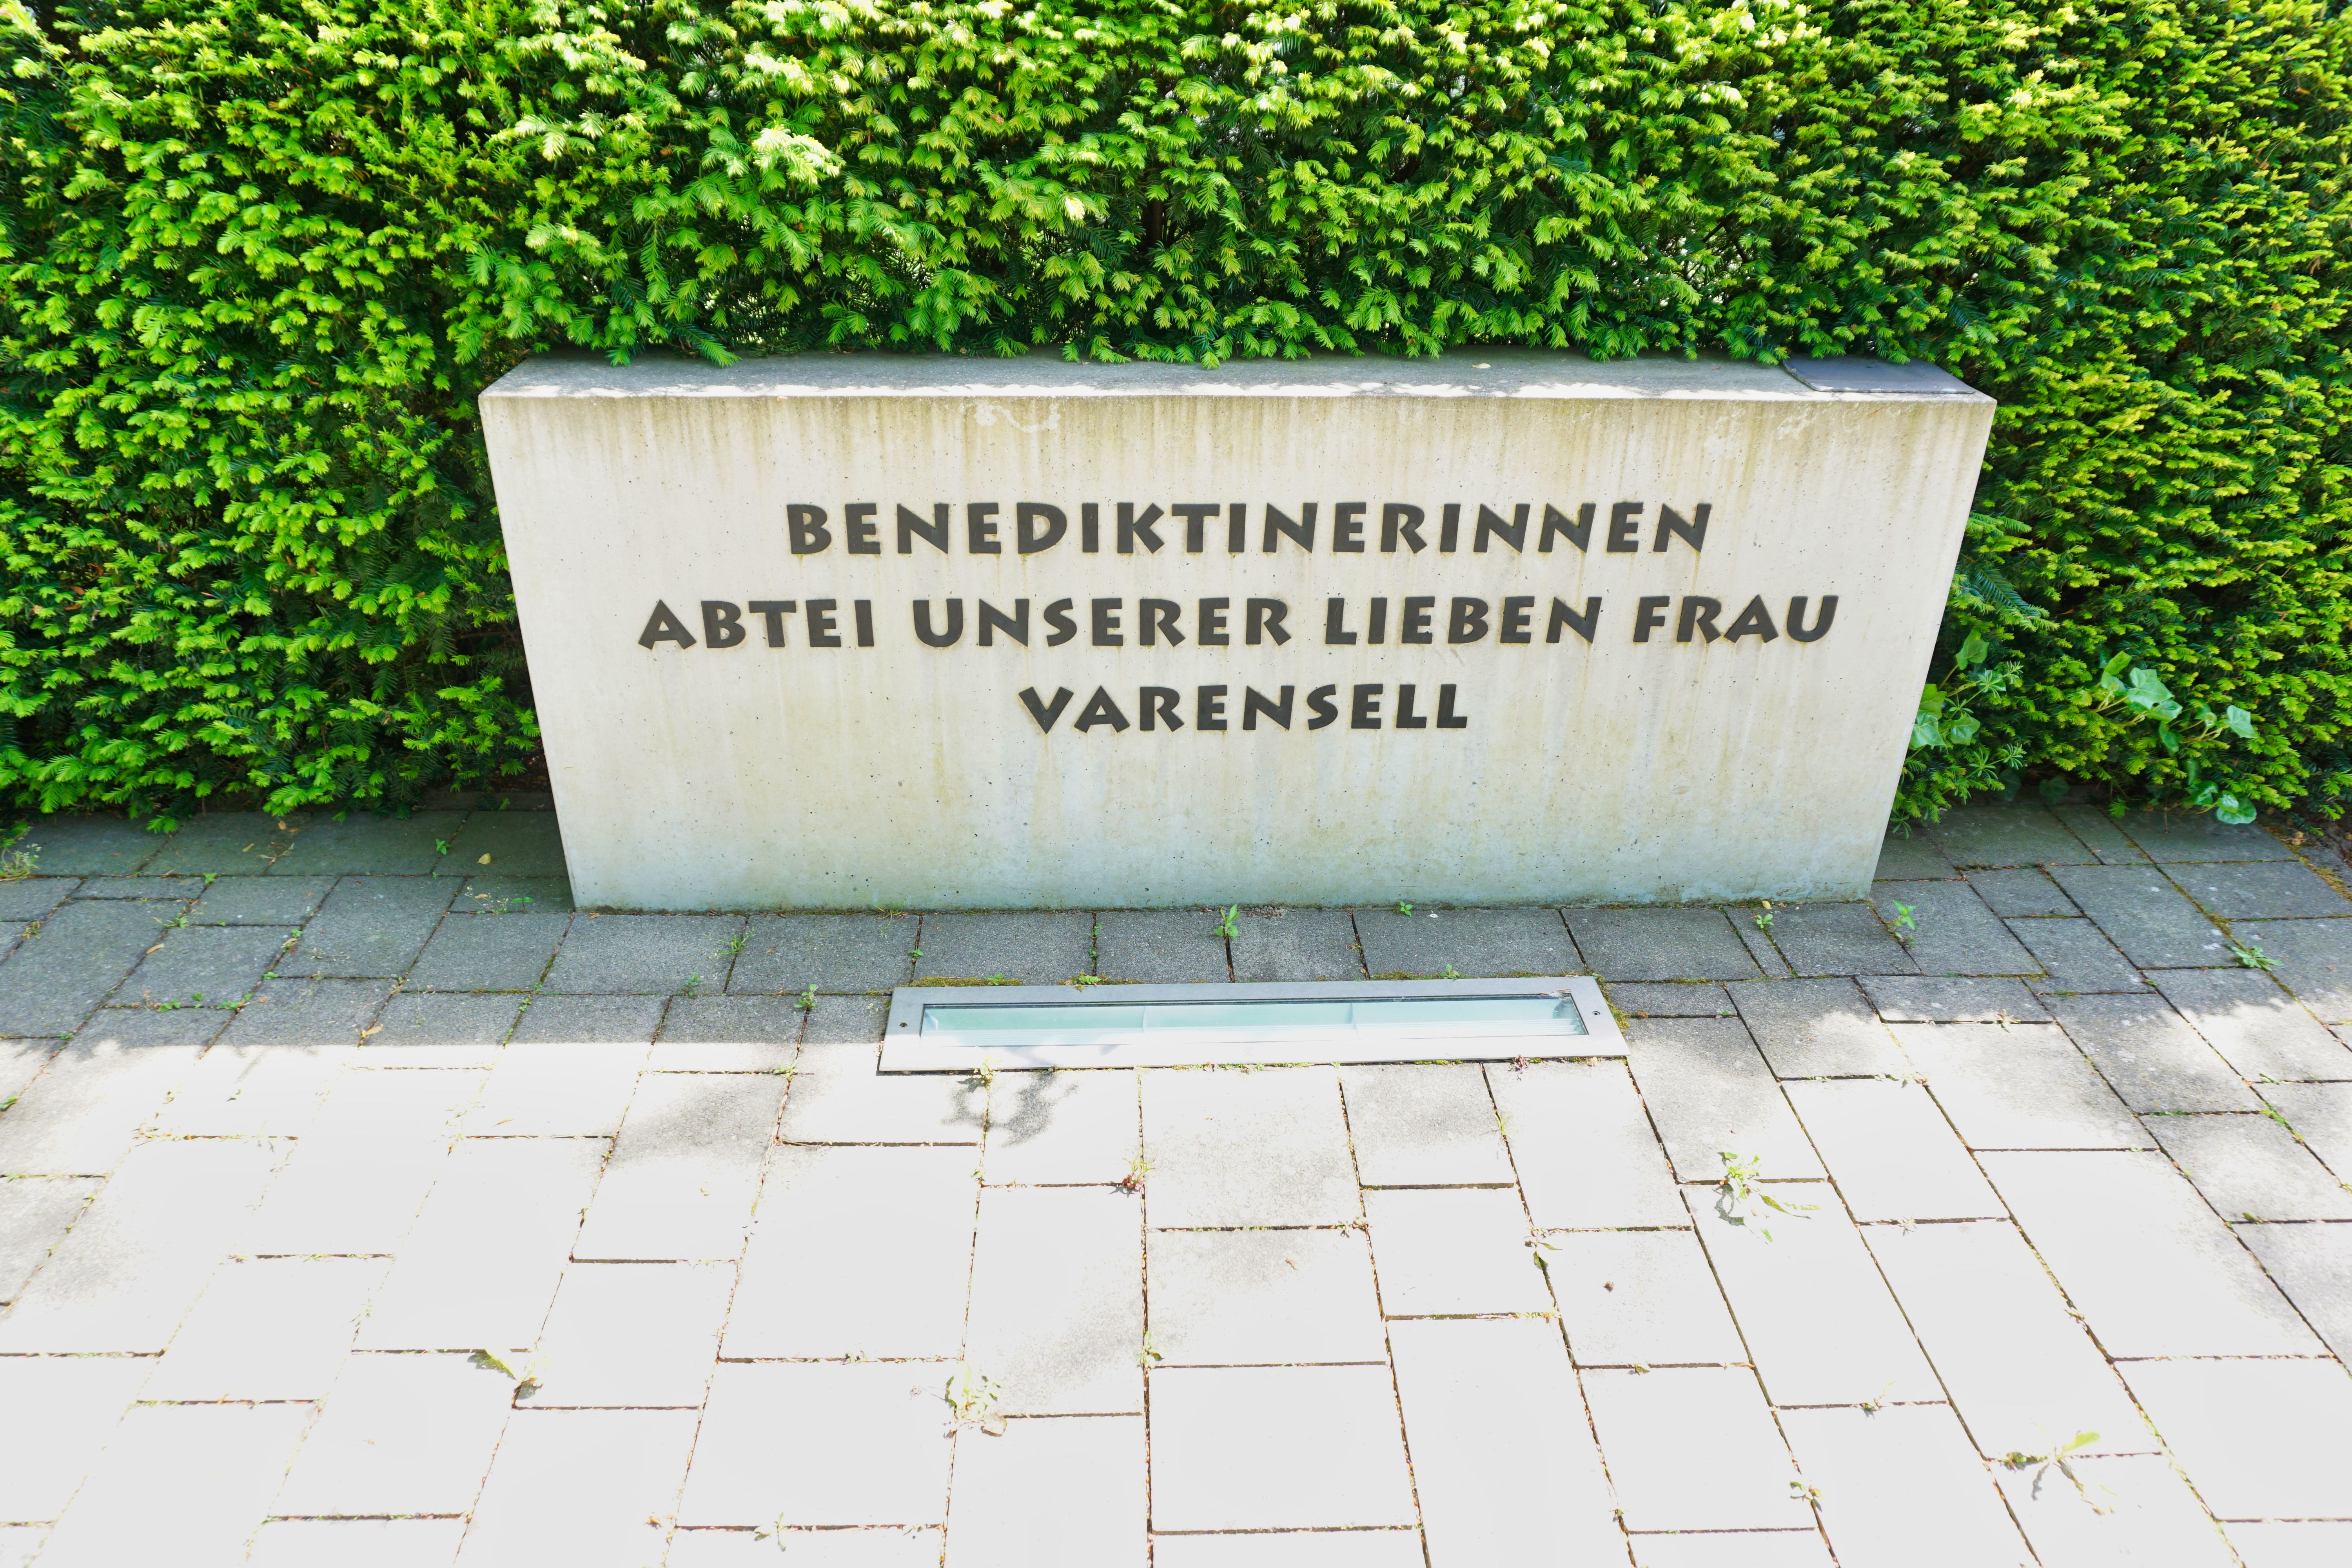 BENEDIKTINERINNEN
ABTEI UNSERER LIEBEN FRAU
VARENSELL